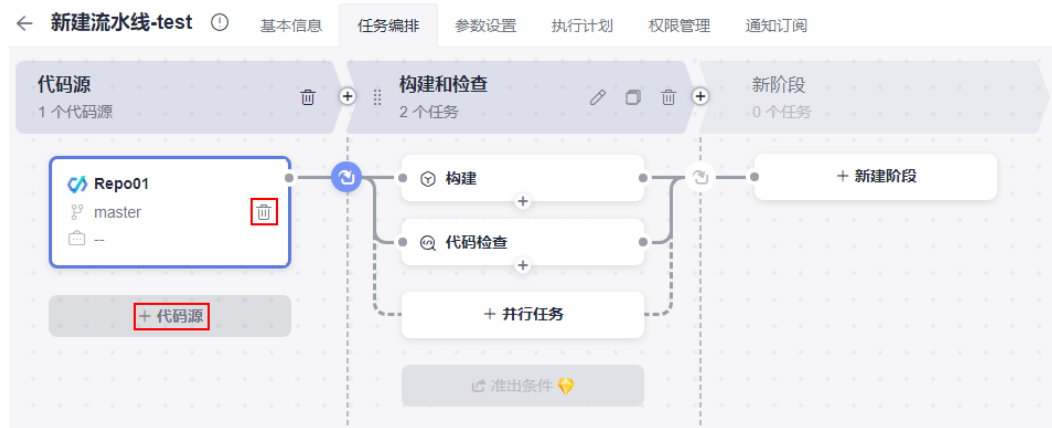 新建流水线-test
基本信息
任务编排
参数设置
执行计划
权限管理
通知订阅
代码源
1 个代码源
构建和检查
2 个任务
新阶段
0 个任务
Repo01
master
--
+ 代码源
构建
代码检查
+ 并行任务
准出条件
+ 新建阶段